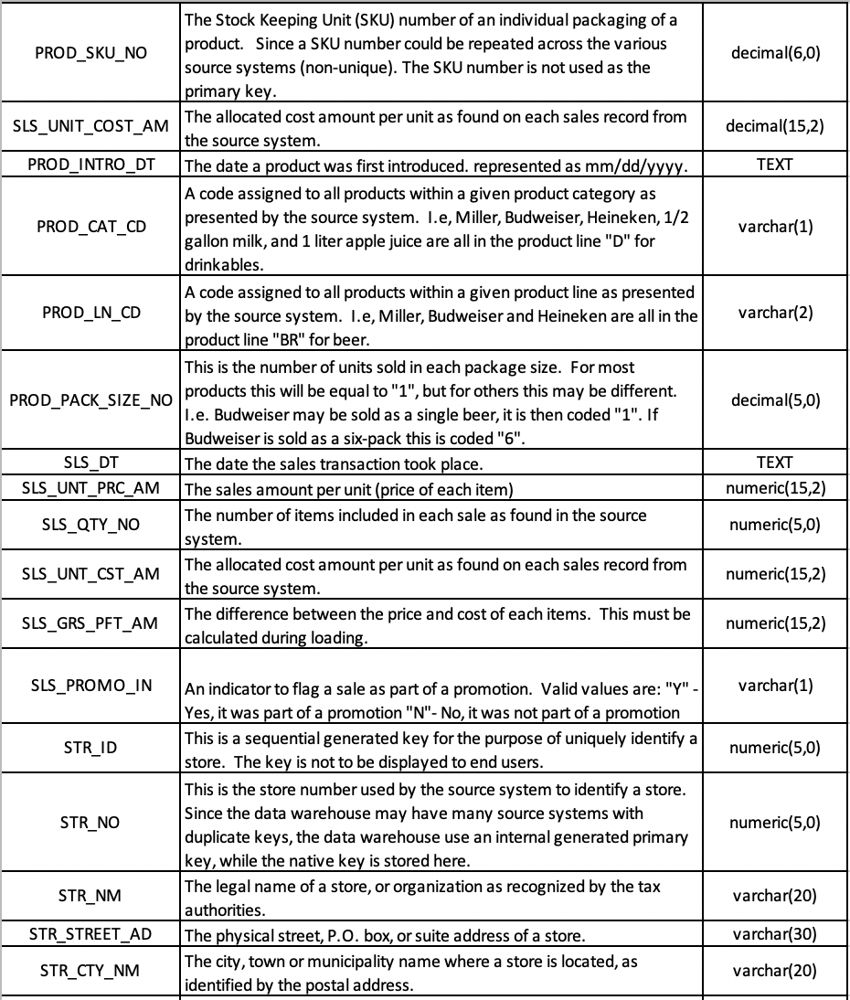 PROD_SKU_NO
The Stock Keeping Unit (SKU) number of an individual packaging of a
product.   Since a SKU number could be repeated across the various
source systems (non-unique). The SKU number is not used as the
primary key.
decimal(6,0)
SLS_UNIT_COST_AM
The allocated cost amount per unit as found on each sales record from
the source system.
decimal(15,2)
PROD_INTRO_DT
The date a product was first introduced. represented as mm/dd/yyyy.
TEXT
PROD_CAT_CD
A code assigned to all products within a given product category as
presented by the source system.  I.e, Miller, Budweiser, Heineken, 1/2
gallon milk, and 1 liter apple juice are all in the product line "D" for
drinkables.
varchar(1)
PROD_LN_CD
A code assigned to all products within a given product line as presented
by the source system.  I.e, Miller, Budweiser and Heineken are all in the
product line "BR" for beer.
varchar(2)
PROD_PACK_SIZE_NO
This is the number of units sold in each package size.  For most
products this will be equal to "1", but for others this may be different.
I.e. Budweiser may be sold as a single beer, it is then coded "1". If
Budweiser is sold as a six-pack this is coded "6".
decimal(5,0)
SLS_DT
The date the sales transaction took place.
TEXT
SLS_UNT_PRC_AM
The sales amount per unit (price of each item)
numeric(15,2)
SLS_QTY_NO
The number of items included in each sale as found in the source
system.
numeric(5,0)
SLS_UNT_CST_AM
The allocated cost amount per unit as found on each sales record from
the source system.
numeric(15,2)
SLS_GRS_PFT_AM
The difference between the price and cost of each items.  This must be
calculated during loading.
numeric(15,2)
SLS_PROMO_IN
An indicator to flag a sale as part of a promotion.  Valid values are: "Y" -
Yes, it was part of a promotion "N"- No, it was not part of a promotion
varchar(1)
STR_ID
This is a sequential generated key for the purpose of uniquely identify a
store.  The key is not to be displayed to end users.
numeric(5,0)
STR_NO
This is the store number used by the source system to identify a store.
Since the data warehouse may have many source systems with
duplicate keys, the data warehouse use an internal generated primary
key, while the native key is stored here.
numeric(5,0)
STR_NM
The legal name of a store, or organization as recognized by the tax
authorities.
varchar(20)
STR_STREET_AD
The physical street, P.O. box, or suite address of a store.
varchar(30)
STR_CTY_NM
The city, town or municipality name where a store is located, as
identified by the postal address.
varchar(20)